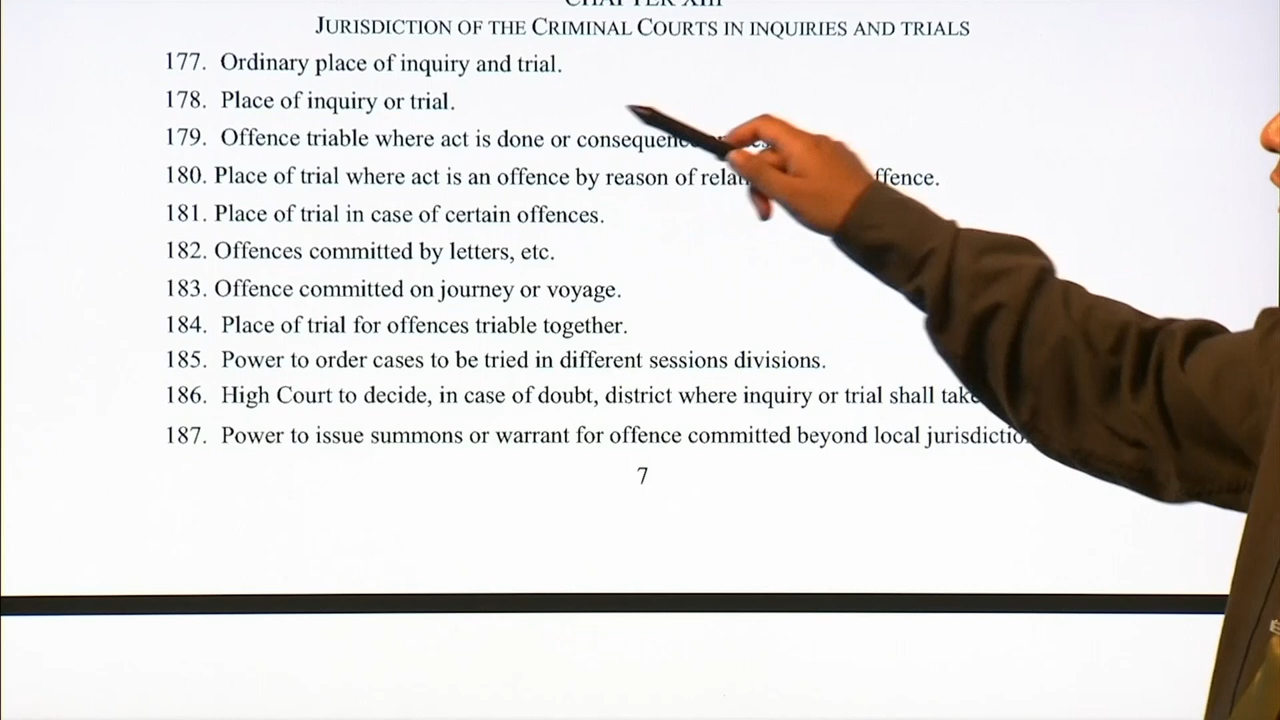 CHAPTER XIII
JURISDICTION OF THE CRIMINAL COURTS IN INQUIRIES AND TRIALS
177. Ordinary place of inquiry and trial.
178. Place of inquiry or trial.
179. Offence triable where act is done or
180. Place of trial where act is an offence by reason of
181. Place of trial in case of certain offences.
182. Offences committed by letters, etc.
183. Offence committed on journey or voyage.
184. Place of trial for offences triable together.
185. Power to order cases to be tried in different sessions divisions.
186. High Court to decide, in case of doubt, district where inquiry or trial shall
187. Power to issue summons or warrant for offence committed beyond local
7